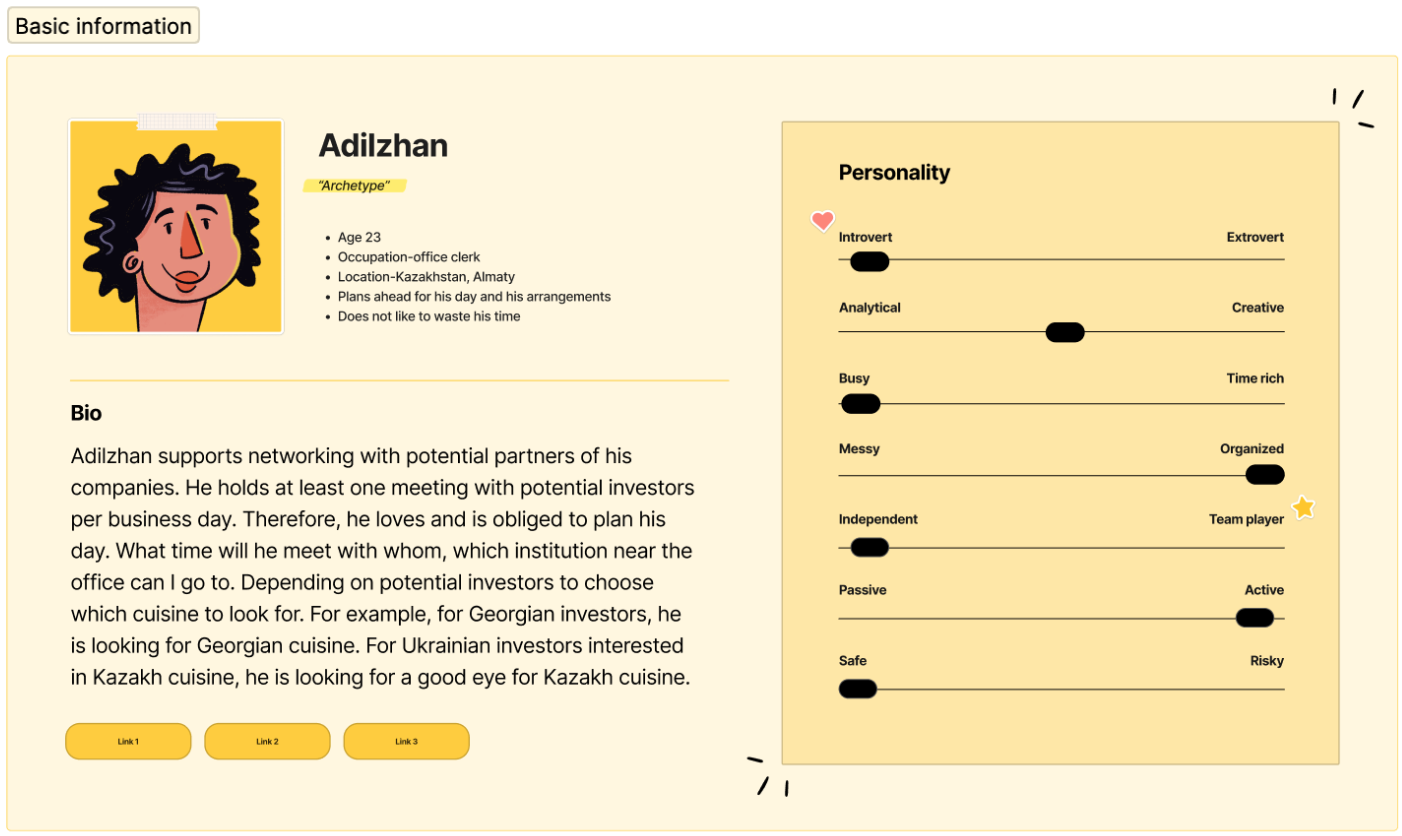 Basic information
Adilzhan
"Archetype"
• Age 23
• Occupation-office clerk
• Location-Kazakhstan, Almaty
• Plans ahead for his day and his arrangements
• Does not like to waste his time
Bio
Adilzhan supports networking with potential partners of his
companies. He holds at least one meeting with potential investors
per business day. Therefore, he loves and is obliged to plan his
day. What time will he meet with whom, which institution near the
office can I go to. Depending on potential investors to choose
which cuisine to look for. For example, for Georgian investors, he
is looking for Georgian cuisine. For Ukrainian investors interested
in Kazakh cuisine, he is looking for a good eye for Kazakh cuisine.
Link 1 Link 2 Link 3
Personality
Introvert Extrovert
Analytical Creative
Busy Time rich
Messy Organized
Independent Team player
Passive Active
Safe Risky